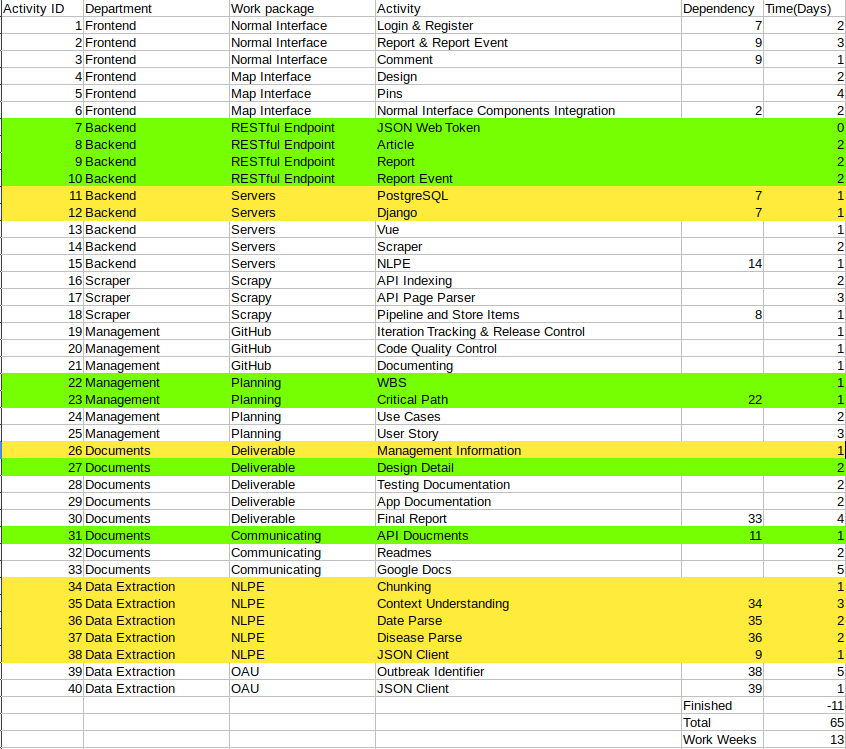 Activity ID Department Work package Activity Dependency Time(Days)
1 Frontend Normal Interface Login & Register 7 2
2 Frontend Normal Interface Report & Report Event 9 3
3 Frontend Normal Interface Comment 9 1
4 Frontend Map Interface Design 2
5 Frontend Map Interface Pins 4
6 Frontend Map Interface Normal Interface Components Integration 2 2
7 Backend RESTful Endpoint JSON Web Token 0
8 Backend RESTful Endpoint Article 2
9 Backend RESTful Endpoint Report 2
10 Backend RESTful Endpoint Report Event 2
11 Backend Servers PostgreSQL 7 1
12 Backend Servers Django 7 1
13 Backend Servers Vue 1
14 Backend Servers Scraper 2
15 Backend Servers NLPE 14 1
16 Scraper Scrapy API Indexing 2
17 Scraper Scrapy API Page Parser 3
18 Scraper Scrapy Pipeline and Store Items 8 1
19 Management GitHub Iteration Tracking & Release Control 1
20 Management GitHub Code Quality Control 1
21 Management GitHub Documenting 1
22 Management Planning WBS 1
23 Management Planning Critical Path 22 1
24 Management Planning Use Cases 2
25 Management Planning User Story 3
26 Documents Deliverable Management Information 1
27 Documents Deliverable Design Detail 2
28 Documents Deliverable Testing Documentation 2
29 Documents Deliverable App Documentation 2
30 Documents Deliverable Final Report 33 4
31 Documents Communicating API Doucments 11 1
32 Documents Communicating Readmes 2
33 Documents Communicating Google Docs 5
34 Data Extraction NLPE Chunking 1
35 Data Extraction NLPE Context Understanding 34 3
36 Data Extraction NLPE Date Parse 35 2
37 Data Extraction NLPE Disease Parse 36 2
38 Data Extraction NLPE JSON Client 9 1
39 Data Extraction OAU Outbreak Identifier 38 5
40 Data Extraction OAU JSON Client 39 1
Finished -11
Total 65
Work Weeks 13